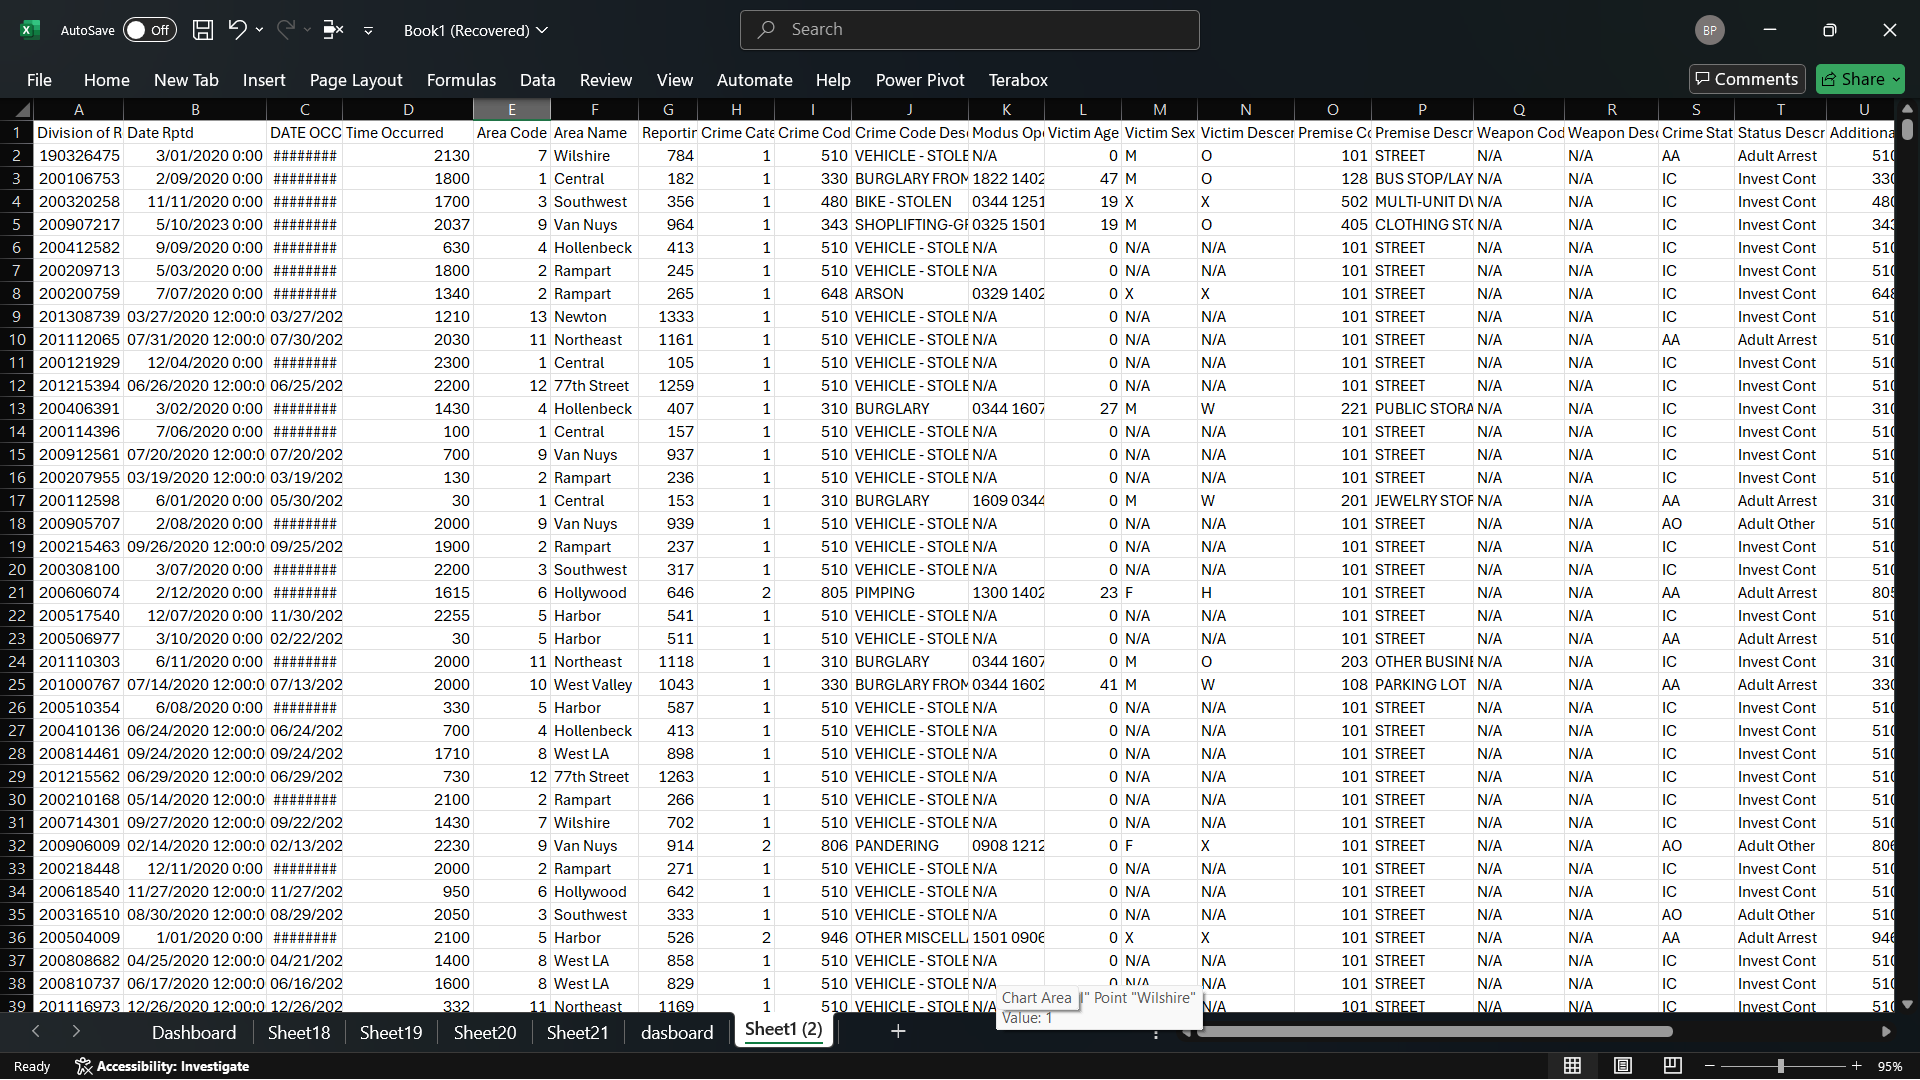 AutoSave Off Book1 (Recovered) Search BP
File Home New Tab Insert Page Layout Formulas Data Review View Automate Help Power Pivot Terabox Comments Share
A B C D E F G H I J K L M N O P Q R S T U
1 Division of R Date Rptd DATE OCC Time Occurred Area Code Area Name Reportin Crime Cate Crime Cod Crime Code Desc Modus Ope Victim Age Victim Sex Victim Descen Premise Co Premise Descr Weapon Cod Weapon Desc Crime Stat Status Descr Additiona
2 190326475 3/01/2020 0:00 ######## 2130 7 Wilshire 784 1 510 VEHICLE - STOLE N/A 0 M O 101 STREET N/A N/A AA Adult Arrest 510
3 200106753 2/09/2020 0:00 ######## 1800 1 Central 182 1 330 BURGLARY FROM 1822 1402 47 M O 128 BUS STOP/LAY N/A N/A IC Invest Cont 330
4 200320258 11/11/2020 0:00 ######## 1700 3 Southwest 356 1 480 BIKE - STOLEN 0344 1251 19 X X 502 MULTI-UNIT DW N/A N/A IC Invest Cont 480
5 200907217 5/10/2023 0:00 ######## 2037 9 Van Nuys 964 1 343 SHOPLIFTING-GR 0325 1501 19 M O 405 CLOTHING STO N/A N/A IC Invest Cont 343
6 200412582 9/09/2020 0:00 ######## 630 4 Hollenbeck 413 1 510 VEHICLE - STOLE N/A 0 N/A N/A 101 STREET N/A N/A IC Invest Cont 510
7 200209713 5/03/2020 0:00 ######## 1800 2 Rampart 245 1 510 VEHICLE - STOLE N/A 0 N/A N/A 101 STREET N/A N/A IC Invest Cont 510
8 200200759 7/07/2020 0:00 ######## 1340 2 Rampart 265 1 648 ARSON 0329 1402 0 X X 101 STREET N/A N/A IC Invest Cont 648
9 201308739 03/27/2020 12:00:0 03/27/202 1210 13 Newton 1333 1 510 VEHICLE - STOLE N/A 0 N/A N/A 101 STREET N/A N/A IC Invest Cont 510
10 201112065 07/31/2020 12:00:0 07/30/202 2030 11 Northeast 1161 1 510 VEHICLE - STOLE N/A 0 N/A N/A 101 STREET N/A N/A AA Adult Arrest 510
11 200121929 12/04/2020 0:00 ######## 2300 1 Central 105 1 510 VEHICLE - STOLE N/A 0 N/A N/A 101 STREET N/A N/A IC Invest Cont 510
12 201215394 06/26/2020 12:00:0 06/25/202 2200 12 77th Street 1259 1 510 VEHICLE - STOLE N/A 0 N/A N/A 101 STREET N/A N/A IC Invest Cont 510
13 200406391 3/02/2020 0:00 ######## 1430 4 Hollenbeck 407 1 310 BURGLARY 0344 1607 27 M W 221 PUBLIC STORA N/A N/A IC Invest Cont 310
14 200114396 7/06/2020 0:00 ######## 100 1 Central 157 1 510 VEHICLE - STOLE N/A 0 N/A N/A 101 STREET N/A N/A IC Invest Cont 510
15 200912561 07/20/2020 12:00:0 07/20/202 700 9 Van Nuys 937 1 510 VEHICLE - STOLE N/A 0 N/A N/A 101 STREET N/A N/A IC Invest Cont 510
16 200207955 03/19/2020 12:00:0 03/19/202 130 2 Rampart 236 1 510 VEHICLE - STOLE N/A 0 N/A N/A 101 STREET N/A N/A IC Invest Cont 510
17 200112598 6/01/2020 0:00 05/30/202 30 1 Central 153 1 310 BURGLARY 1609 0344 0 M W 201 JEWELRY STOR N/A N/A AA Adult Arrest 310
18 200905707 2/08/2020 0:00 ######## 2000 9 Van Nuys 939 1 510 VEHICLE - STOLE N/A 0 N/A N/A 101 STREET N/A N/A AO Adult Other 510
19 200215463 09/26/2020 12:00:0 09/25/202 1900 2 Rampart 237 1 510 VEHICLE - STOLE N/A 0 N/A N/A 101 STREET N/A N/A IC Invest Cont 510
20 200308100 3/07/2020 0:00 ######## 2200 3 Southwest 317 1 510 VEHICLE - STOLE N/A 0 N/A N/A 101 STREET N/A N/A IC Invest Cont 510
21 200606074 2/12/2020 0:00 ######## 1615 6 Hollywood 646 2 805 PIMPING 1300 1402 23 F H 101 STREET N/A N/A AA Adult Arrest 805
22 200517540 12/07/2020 0:00 11/30/202 2255 5 Harbor 541 1 510 VEHICLE - STOLE N/A 0 N/A N/A 101 STREET N/A N/A IC Invest Cont 510
23 200506977 3/10/2020 0:00 02/22/202 30 5 Harbor 511 1 510 VEHICLE - STOLE N/A 0 N/A N/A 101 STREET N/A N/A AA Adult Arrest 510
24 201110303 6/11/2020 0:00 ######## 2000 11 Northeast 1118 1 310 BURGLARY 0344 1607 0 M O 203 OTHER BUSINE N/A N/A IC Invest Cont 310
25 201000767 07/14/2020 12:00:0 07/13/202 2000 10 West Valley 1043 1 330 BURGLARY FROM 0344 1602 41 M W 108 PARKING LOT N/A N/A AA Adult Arrest 330
26 200510354 6/08/2020 0:00 ######## 330 5 Harbor 587 1 510 VEHICLE - STOLE N/A 0 N/A N/A 101 STREET N/A N/A IC Invest Cont 510
27 200410136 06/24/2020 12:00:0 06/24/202 700 4 Hollenbeck 413 1 510 VEHICLE - STOLE N/A 0 N/A N/A 101 STREET N/A N/A IC Invest Cont 510
28 200814461 09/24/2020 12:00:0 09/24/202 1710 8 West LA 898 1 510 VEHICLE - STOLE N/A 0 N/A N/A 101 STREET N/A N/A IC Invest Cont 510
29 201215562 06/29/2020 12:00:0 06/29/202 730 12 77th Street 1263 1 510 VEHICLE - STOLE N/A 0 N/A N/A 101 STREET N/A N/A IC Invest Cont 510
30 200210168 05/14/2020 12:00:0 ######## 2100 2 Rampart 266 1 510 VEHICLE - STOLE N/A 0 N/A N/A 101 STREET N/A N/A IC Invest Cont 510
31 200714301 09/27/2020 12:00:0 09/22/202 1430 7 Wilshire 702 1 510 VEHICLE - STOLE N/A 0 N/A N/A 101 STREET N/A N/A IC Invest Cont 510
32 200906009 02/14/2020 12:00:0 02/13/202 2230 9 Van Nuys 914 2 806 PANDERING 0908 1212 0 F X 101 STREET N/A N/A AO Adult Other 806
33 200218448 12/11/2020 0:00 ######## 2000 2 Rampart 271 1 510 VEHICLE - STOLE N/A 0 N/A N/A 101 STREET N/A N/A IC Invest Cont 510
34 200618540 11/27/2020 12:00:0 11/27/202 950 6 Hollywood 642 1 510 VEHICLE - STOLE N/A 0 N/A N/A 101 STREET N/A N/A IC Invest Cont 510
35 200316510 08/30/2020 12:00:0 08/29/202 2050 3 Southwest 333 1 510 VEHICLE - STOLE N/A 0 N/A N/A 101 STREET N/A N/A AO Adult Other 510
36 200504009 1/01/2020 0:00 ######## 2100 5 Harbor 526 2 946 OTHER MISCELLA 1501 0906 0 X X 101 STREET N/A N/A AA Adult Arrest 946
37 200808682 04/25/2020 12:00:0 04/21/202 1400 8 West LA 858 1 510 VEHICLE - STOLE N/A 0 N/A N/A 101 STREET N/A N/A IC Invest Cont 510
38 200810737 06/17/2020 12:00:0 06/16/202 1600 8 West LA 829 1 510 VEHICLE - STOLE N/A 0 N/A N/A 101 STREET N/A N/A IC Invest Cont 510
39 201116973 12/26/2020 12:00:0 12/26/202 332 11 Northeast 1169 1 510 VEHICLE - STOLE N/A 101 STREET N/A N/A IC Invest Cont 510
Chart Area l" Point "Wilshire"
Value: 1
Dashboard Sheet18 Sheet19 Sheet20 Sheet21 dasboard Sheet1 (2)
Ready Accessibility: Investigate 95%